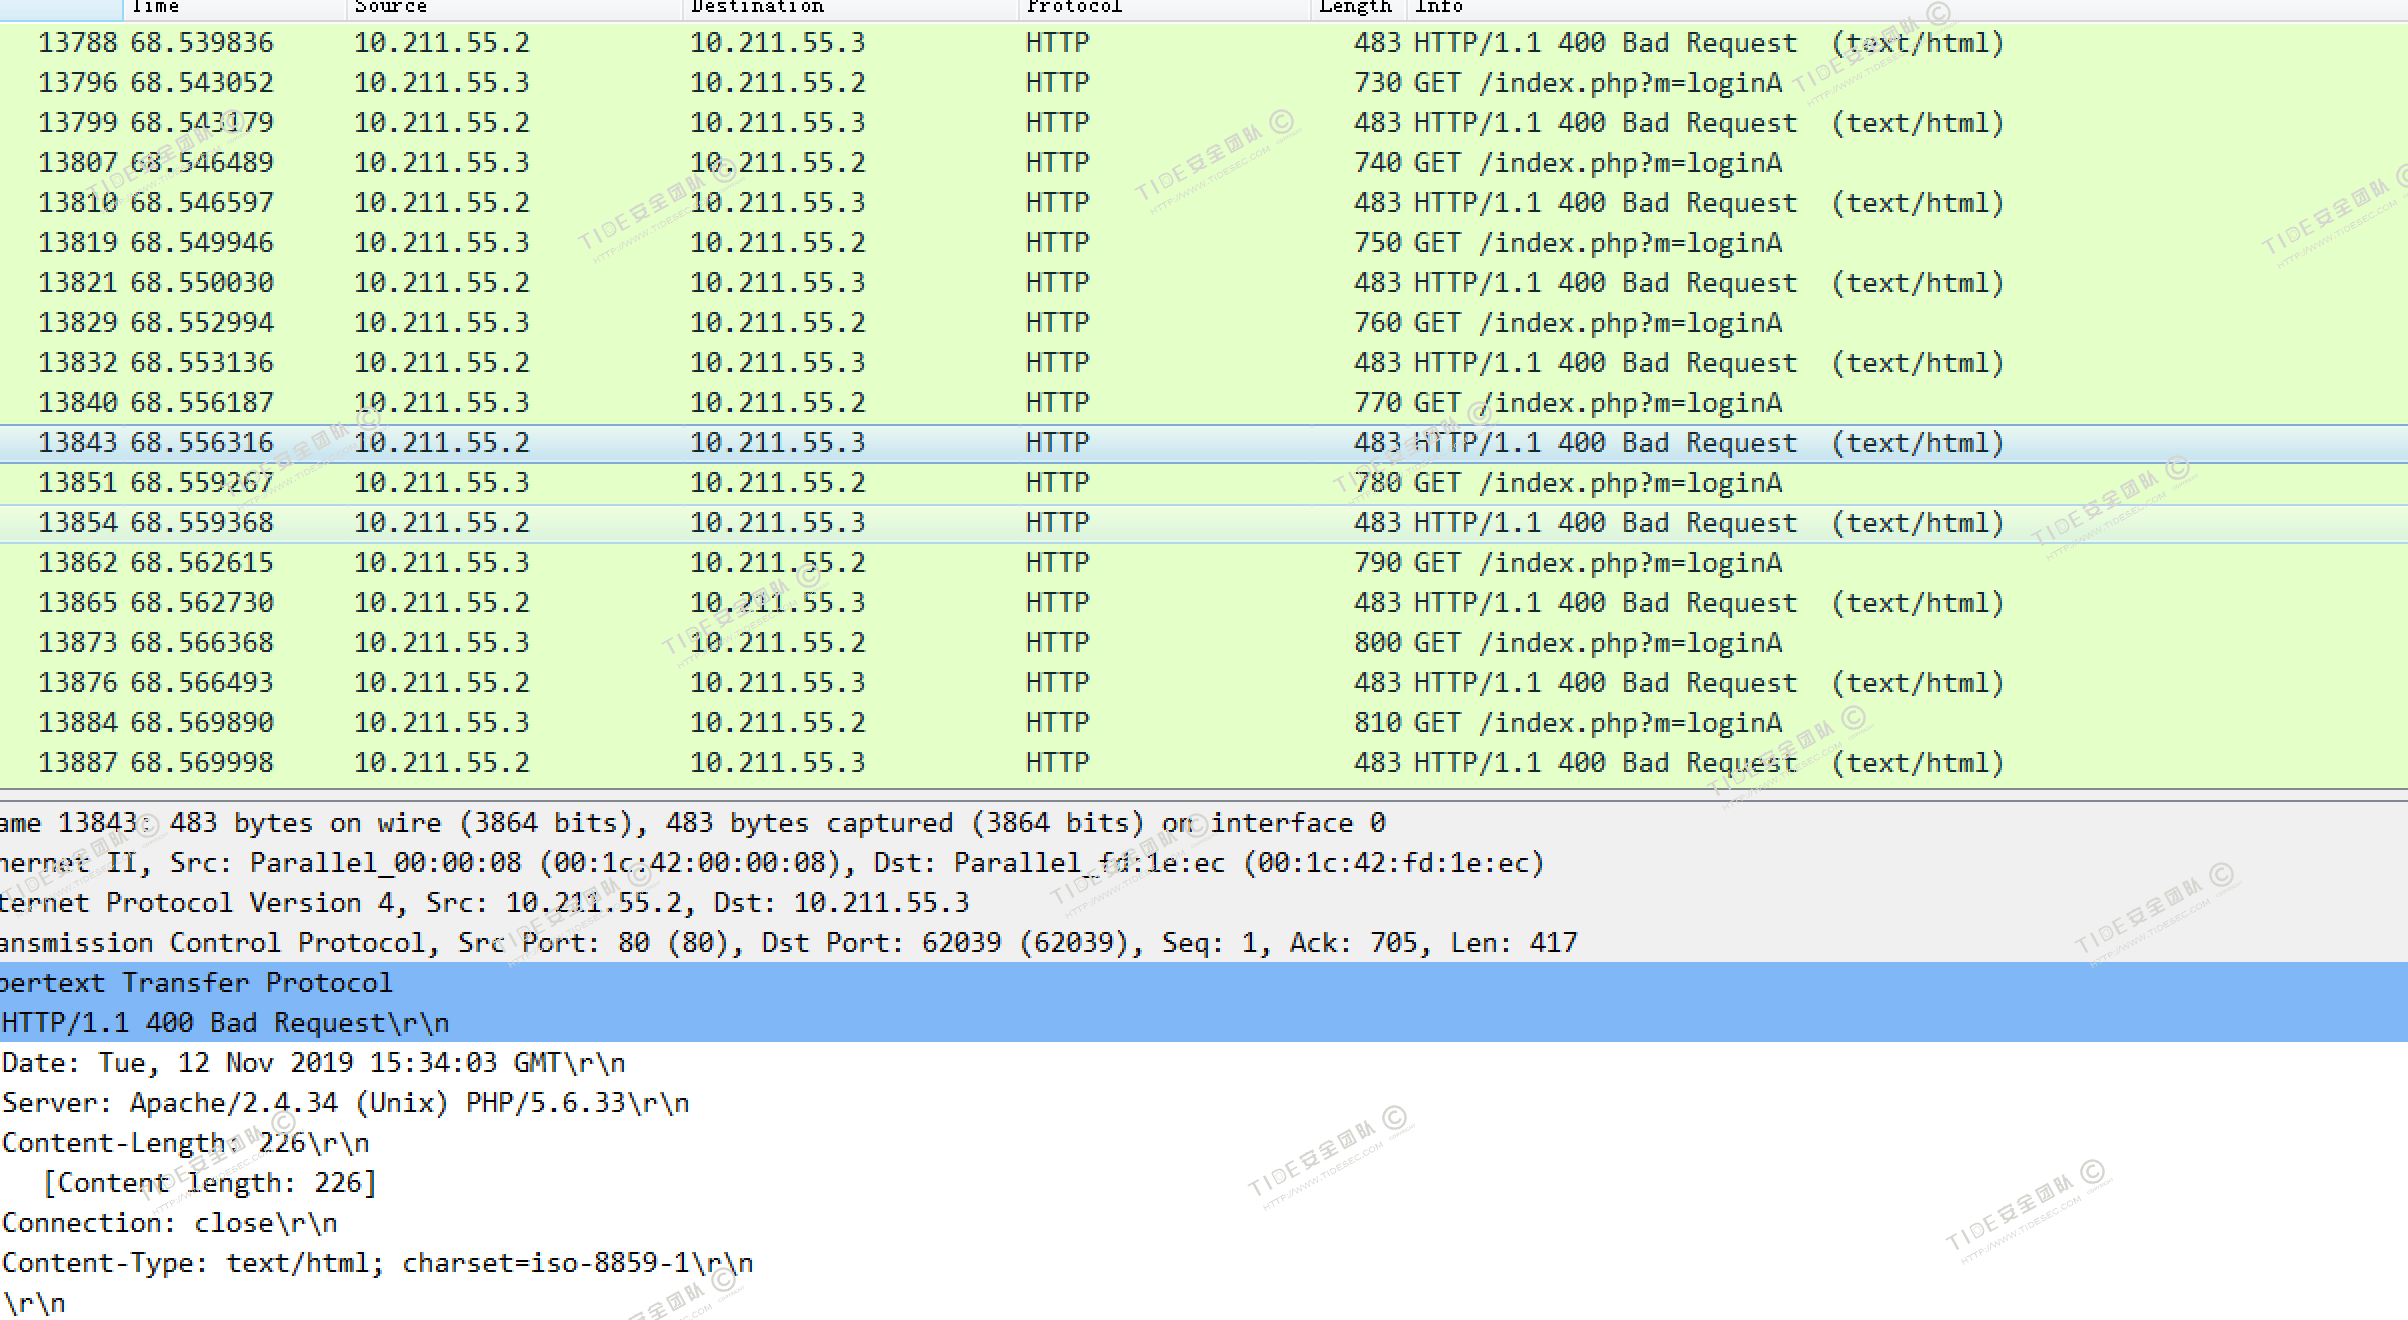 Time Source Destination Protocol Length Info
13788 68.539836 10.211.55.2 10.211.55.3 HTTP 483 HTTP/1.1 400 Bad Request (text/html)
13796 68.543052 10.211.55.3 10.211.55.2 HTTP 730 GET /index.php?m=loginA
13799 68.543179 10.211.55.2 10.211.55.3 HTTP 483 HTTP/1.1 400 Bad Request (text/html)
13807 68.546489 10.211.55.3 10.211.55.2 HTTP 740 GET /index.php?m=loginA
13810 68.546597 10.211.55.2 10.211.55.3 HTTP 483 HTTP/1.1 400 Bad Request (text/html)
13819 68.549946 10.211.55.3 10.211.55.2 HTTP 750 GET /index.php?m=loginA
13821 68.550030 10.211.55.2 10.211.55.3 HTTP 483 HTTP/1.1 400 Bad Request (text/html)
13829 68.552994 10.211.55.3 10.211.55.2 HTTP 760 GET /index.php?m=loginA
13832 68.553136 10.211.55.2 10.211.55.3 HTTP 483 HTTP/1.1 400 Bad Request (text/html)
13840 68.556187 10.211.55.3 10.211.55.2 HTTP 770 GET /index.php?m=loginA
13843 68.556316 10.211.55.2 10.211.55.3 HTTP 483 HTTP/1.1 400 Bad Request (text/html)
13851 68.559267 10.211.55.3 10.211.55.2 HTTP 780 GET /index.php?m=loginA
13854 68.559368 10.211.55.2 10.211.55.3 HTTP 483 HTTP/1.1 400 Bad Request (text/html)
13862 68.562615 10.211.55.3 10.211.55.2 HTTP 790 GET /index.php?m=loginA
13865 68.562730 10.211.55.2 10.211.55.3 HTTP 483 HTTP/1.1 400 Bad Request (text/html)
13873 68.566368 10.211.55.3 10.211.55.2 HTTP 800 GET /index.php?m=loginA
13876 68.566493 10.211.55.2 10.211.55.3 HTTP 483 HTTP/1.1 400 Bad Request (text/html)
13884 68.569890 10.211.55.3 10.211.55.2 HTTP 810 GET /index.php?m=loginA
13887 68.569998 10.211.55.2 10.211.55.3 HTTP 483 HTTP/1.1 400 Bad Request (text/html)
ame 13843: 483 bytes on wire (3864 bits), 483 bytes captured (3864 bits) on interface 0
hernet II, Src: Parallel_00:00:08 (00:1c:42:00:00:08), Dst: Parallel_fd:1e:ec (00:1c:42:fd:1e:ec)
ternet Protocol Version 4, Src: 10.211.55.2, Dst: 10.211.55.3
ansmission Control Protocol, Src Port: 80 (80), Dst Port: 62039 (62039), Seq: 1, Ack: 705, Len: 417
pertext Transfer Protocol
HTTP/1.1 400 Bad Request\r\n
Date: Tue, 12 Nov 2019 15:34:03 GMT\r\n
Server: Apache/2.4.34 (Unix) PHP/5.6.33\r\n
Content-Length: 226\r\n
[Content length: 226]
Connection: close\r\n
Content-Type: text/html; charset=iso-8859-1\r\n
\r\n
TIDE安全团队 ©
HTTP://WWW.TIDESEC.COM